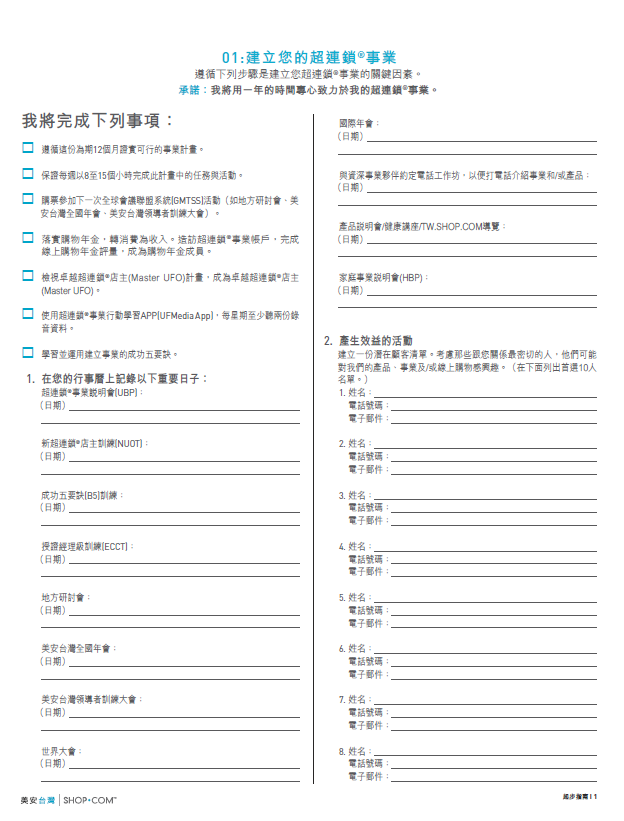 01:建立您的超連鎖®事業
遵循下列步驟是建立您超連鎖®事業的關鍵因素。
承諾：我將用一年的時間專心致力於我的超連鎖®事業。
我將完成下列事項：
遵循這份為期12個月證實可行的事業計畫。
保證每週以8至15個小時完成此計畫中的任務與活動。
購票參加下一次全球會議聯盟系統(GMTSS)活動（如地方研討會、美
安台灣全國年會、美安台灣領導者訓練大會）。
落實購物年金，轉消費為收入。造訪超連鎖®事業帳戶，完成
線上購物年金評量，成為購物年金成員。
檢視卓越超連鎖®店主(Master UFO)計畫，成為卓越超連鎖®店主
(Master UFO)。
使用超連鎖®事業行動學習APP(UFMedia App)，每星期至少聽兩份錄
音資料。
學習並運用建立事業的成功五要訣。
1. 在您的行事曆上記錄以下重要日子：
超連鎖®事業說明會(UBP)：
（日期）
新超連鎖®店主訓練(NUOT)：
（日期）
成功五要訣(B5)訓練：
（日期）
授證經理級訓練(ECCT)：
（日期）
地方研討會：
（日期）
美安台灣全國年會：
（日期）
美安台灣領導者訓練大會：
（日期）
世界大會：
（日期）
國際年會：
（日期）
與資深事業夥伴約定電話工作坊，以便打電話介紹事業和/或產品：
（日期）
產品說明會/健康講座/TW.SHOP.COM導覽：
（日期）
家庭事業說明會(HBP)：
（日期）
2. 產生效益的活動
建立一份潛在顧客清單。考慮那些跟您關係最密切的人，他們可能
對我們的產品、事業及/或線上購物感興趣。（在下面列出首選10人
名單。）
1. 姓名：
電話號碼：
電子郵件：
2. 姓名：
電話號碼：
電子郵件：
3. 姓名：
電話號碼：
電子郵件：
4. 姓名：
電話號碼：
電子郵件：
5. 姓名：
電話號碼：
電子郵件：
6. 姓名：
電話號碼：
電子郵件：
7. 姓名：
電話號碼：
電子郵件：
8. 姓名：
電話號碼：
電子郵件：
美安台灣 | SHOP•COM™
起步指南 | 1